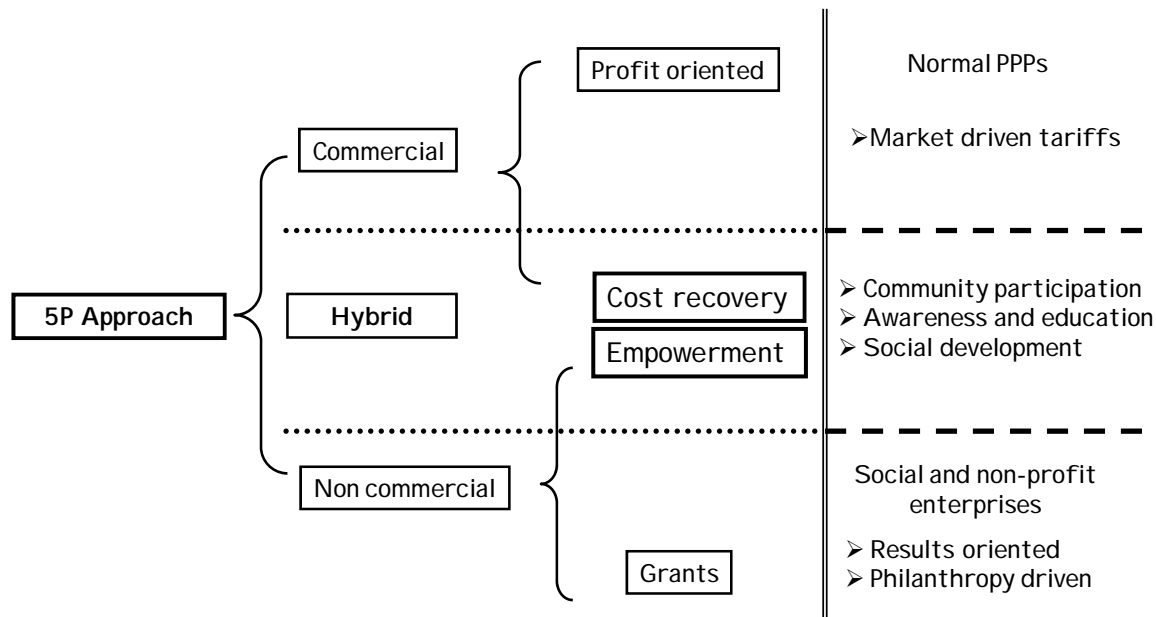 Profit oriented
Normal PPPs
Commercial
➢Market driven tariffs
5P Approach
Hybrid
Cost recovery
Empowerment
➢ Community participation
➢ Awareness and education
➢ Social development
Non commercial
Social and non-profit
enterprises
Grants
➢ Results oriented
➢ Philanthropy driven